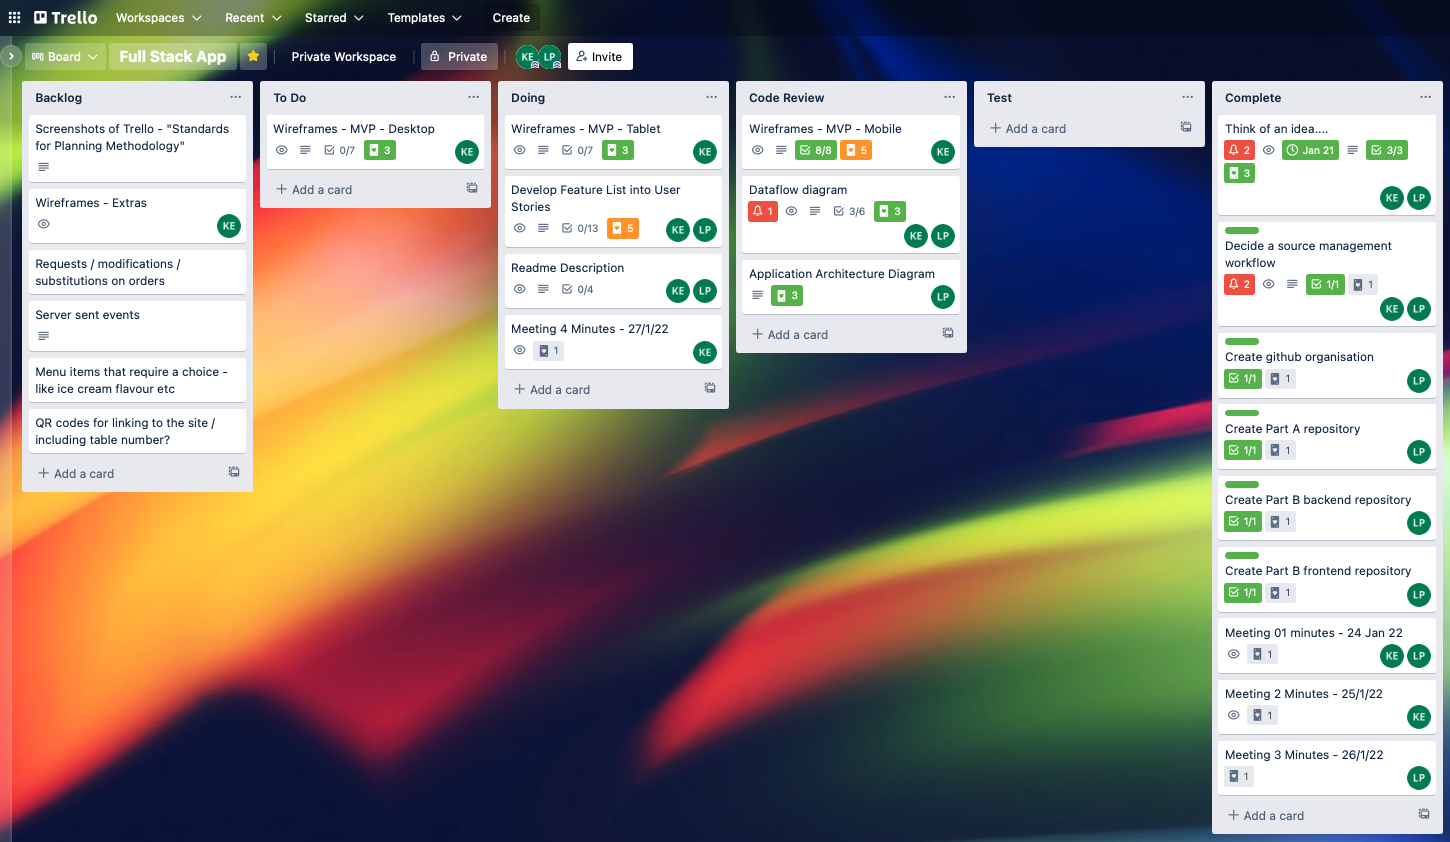 Trello
Workspaces
Recent
Starred
Templates
Create
Board
Full Stack App
Private Workspace
Private
KE
LP
Invite
Backlog
Screenshots of Trello - "Standards
for Planning Methodology"
Wireframes - Extras
KE
Requests / modifications /
substitutions on orders
Server sent events
Menu items that require a choice -
like ice cream flavour etc
QR codes for linking to the site /
including table number?
+ Add a card
To Do
Wireframes - MVP - Desktop
0/7 3 KE
+ Add a card
Doing
Wireframes - MVP - Tablet
0/7 3 KE
Develop Feature List into User
Stories
0/13 5 KE LP
Readme Description
0/4 KE LP
Meeting 4 Minutes - 27/1/22
1 KE
+ Add a card
Code Review
Wireframes - MVP - Mobile
8/8 5 KE
Dataflow diagram
1 3/6 3
KE LP
Application Architecture Diagram
3 LP
+ Add a card
Test
+ Add a card
Complete
Think of an idea....
2 Jan 21 3/3
3
KE LP
Decide a source management
workflow
2 1/1 1
KE LP
Create github organisation
1/1 1 LP
Create Part A repository
1/1 1 LP
Create Part B backend repository
1/1 1 LP
Create Part B frontend repository
1/1 1 LP
Meeting 01 minutes - 24 Jan 22
1 KE LP
Meeting 2 Minutes - 25/1/22
1 KE
Meeting 3 Minutes - 26/1/22
1 LP
+ Add a card